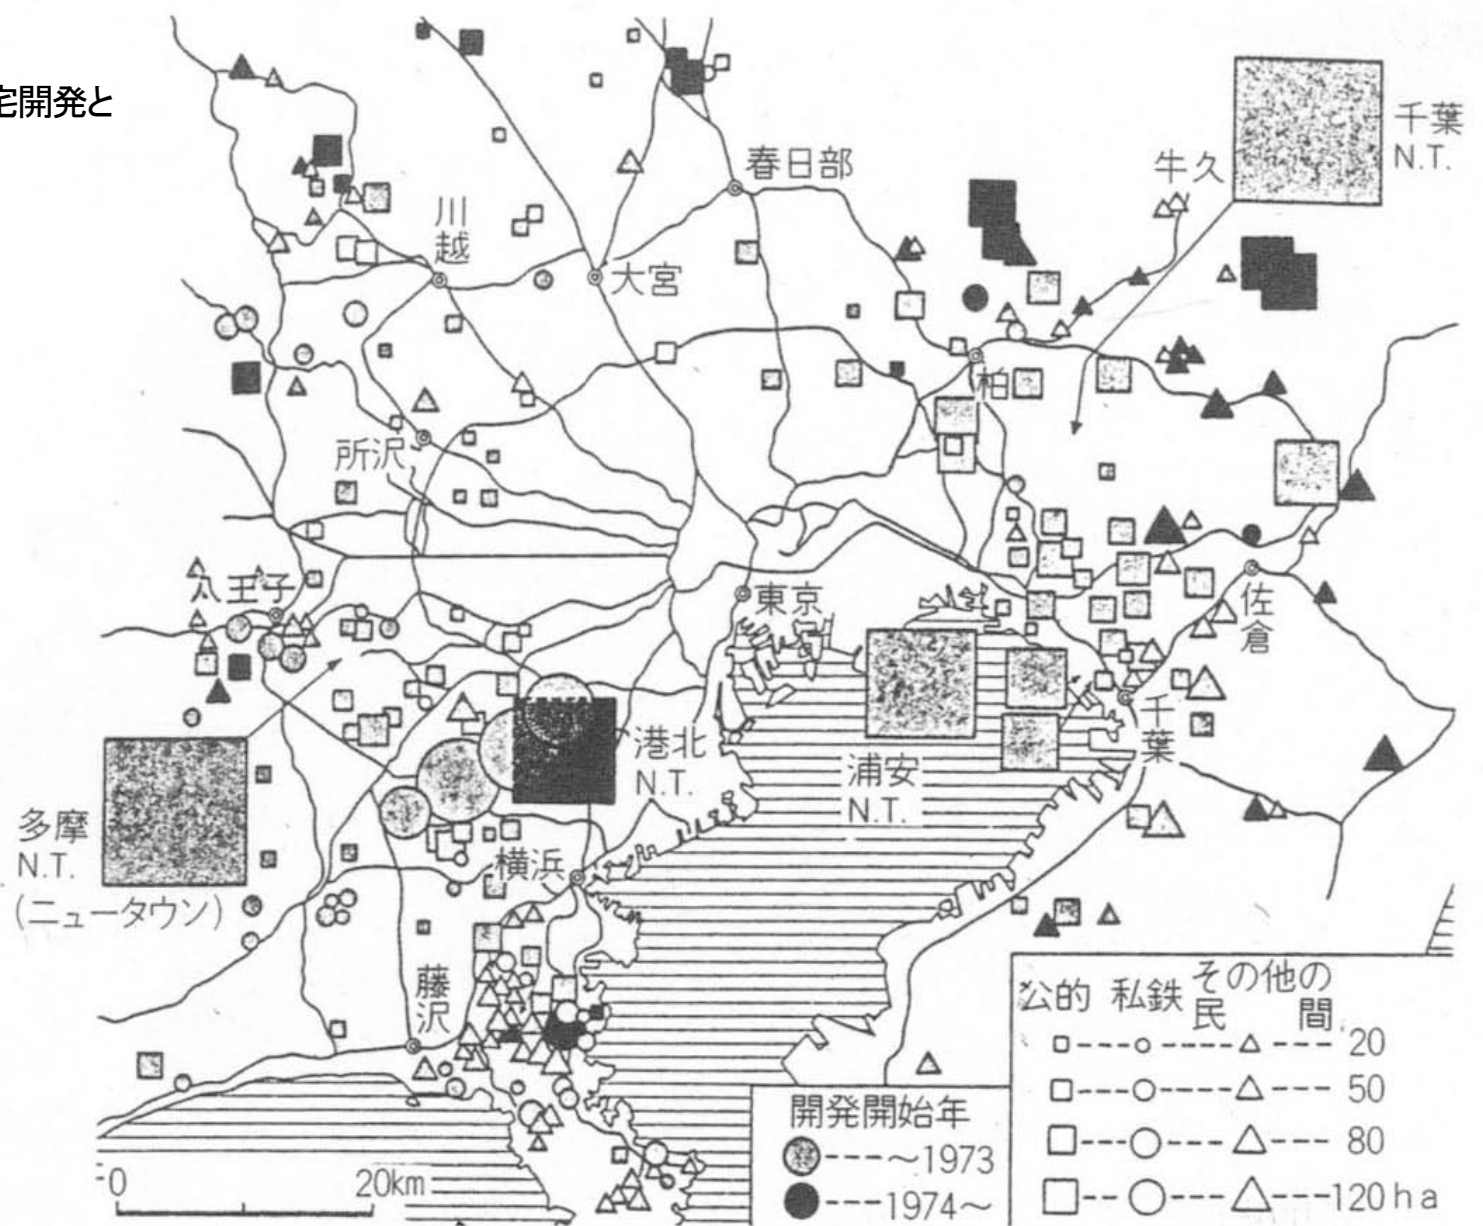 宅開発と
千葉
N.T.
牛久
春日部
川越
大宮
柏
所沢
八王子
東京
佐倉
千葉
港北
N.T.
浦安
N.T.
多摩
N.T.
(ニュータウン)
横浜
藤沢
公的 私鉄 その他の民間
20
50
80
120ha
開発開始年
〜1973
1974〜
0 20km